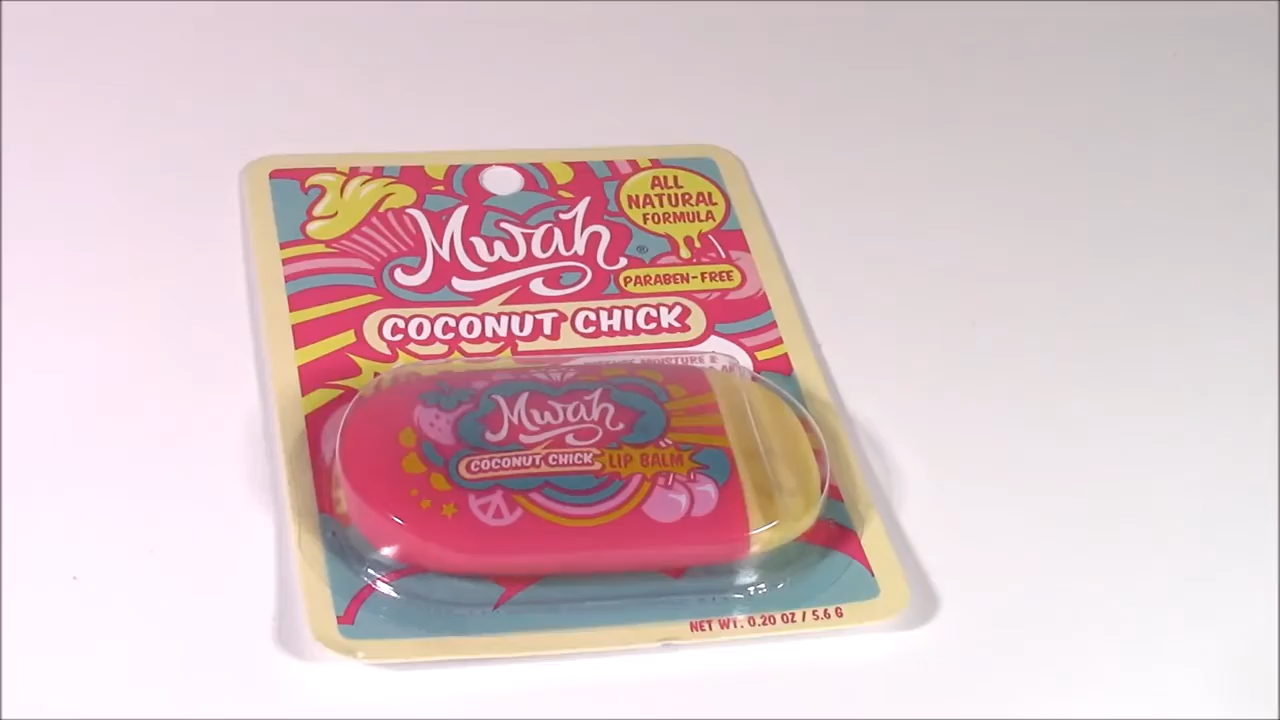 ALL
NATURAL
FORMULA
Mwah®
PARABEN-FREE
COCONUT CHICK
MOISTURE &
Mwah
COCONUT CHICK LIP BALM
NET WT. 0.20 OZ / 5.6 G